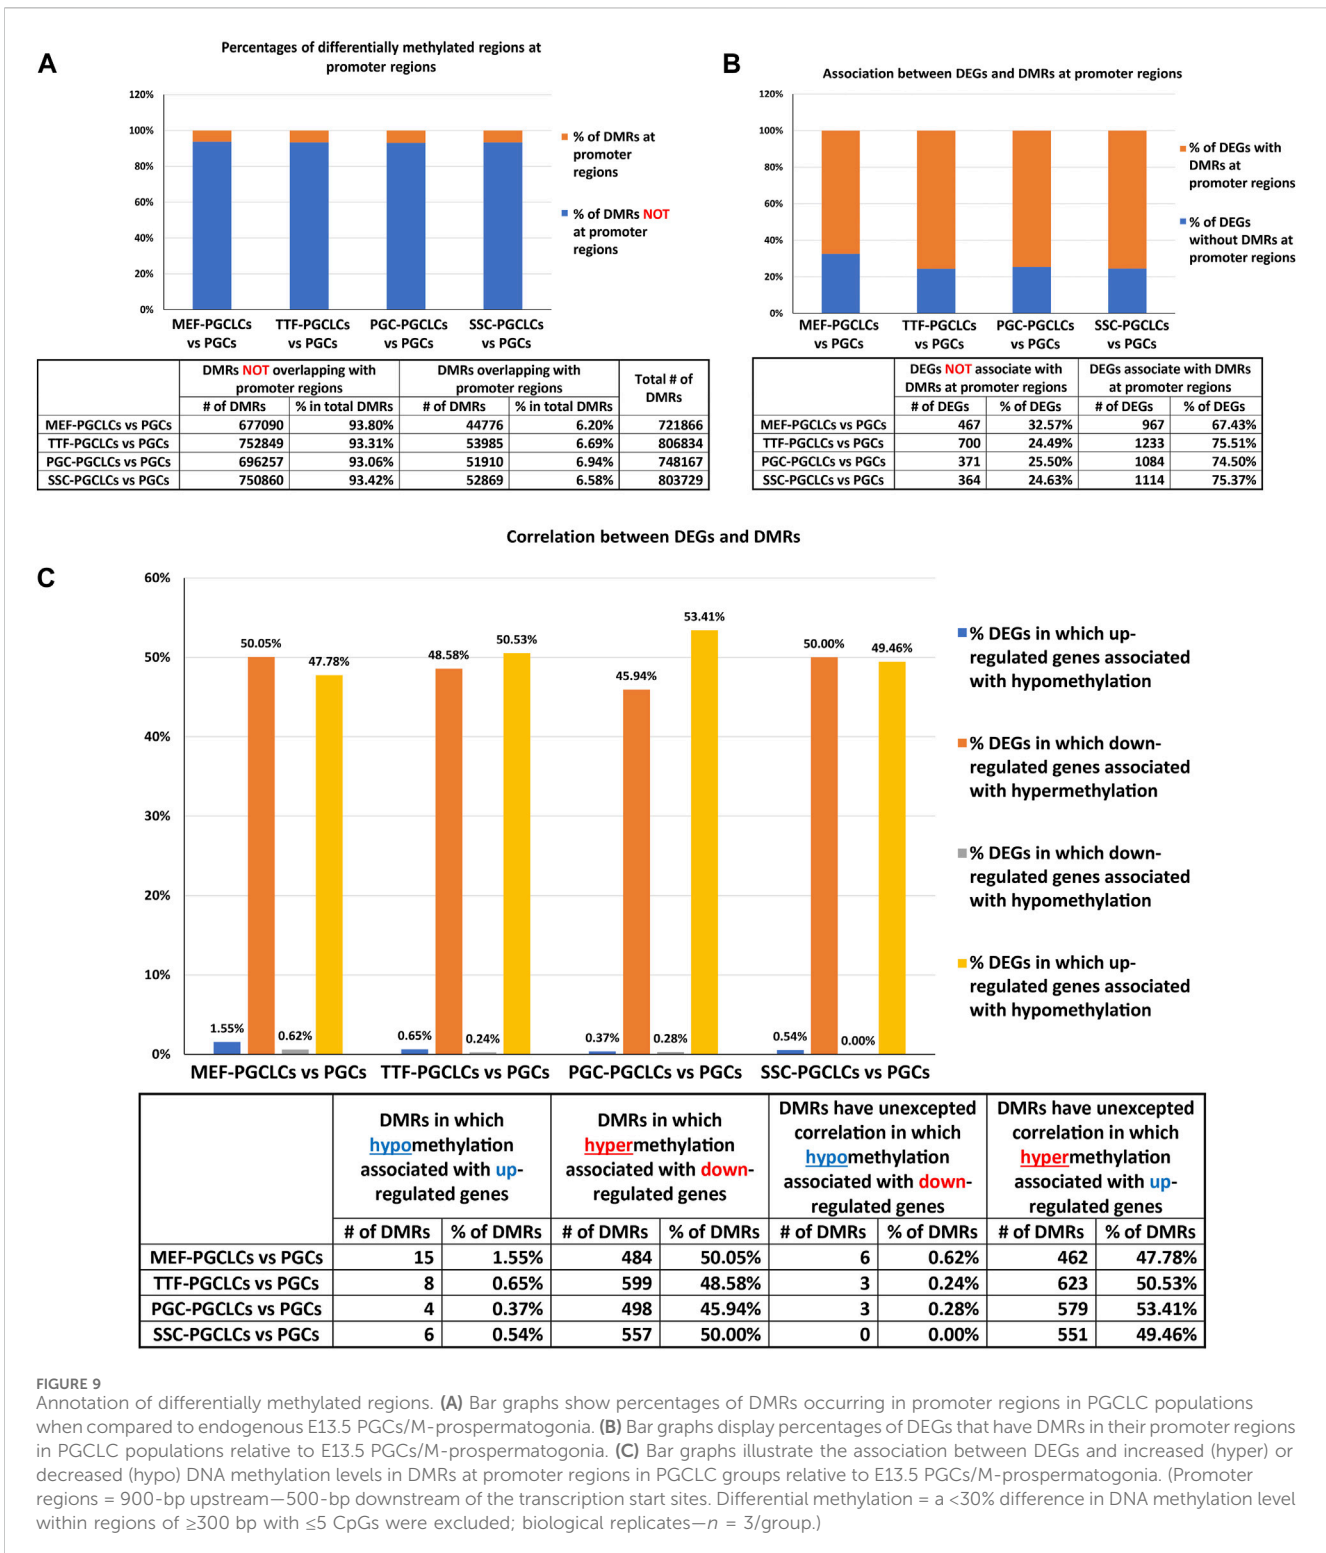 A
Percentages of differentially methylated regions at
promoter regions
120%
100%
80%
60%
40%
20%
0%
MEF-PGCLCs
vs PGCs
TTF-PGCLCs
vs PGCs
PGC-PGCLCs
vs PGCs
SSC-PGCLCs
vs PGCs
% of DMRs at
promoter
regions
% of DMRs NOT
at promoter
regions
DMRs NOT overlapping with
promoter regions
DMRs overlapping with
promoter regions
Total # of
DMRs
# of DMRs % in total DMRs # of DMRs % in total DMRs
MEF-PGCLCs vs PGCs 677090 93.80% 44776 6.20% 721866
TTF-PGCLCs vs PGCs 752849 93.31% 53985 6.69% 806834
PGC-PGCLCs vs PGCs 696257 93.06% 51910 6.94% 748167
SSC-PGCLCs vs PGCs 750860 93.42% 52869 6.58% 803729
B
Association between DEGs and DMRs at promoter regions
120%
100%
80%
60%
40%
20%
0%
MEF-PGCLCs
vs PGCs
TTF-PGCLCs
vs PGCs
PGC-PGCLCs
vs PGCs
SSC-PGCLCs
vs PGCs
% of DEGs with
DMRs at
promoter regions
% of DEGs
without DMRs at
promoter regions
DEGs NOT associate with
DMRs at promoter regions
DEGs associate with DMRs
at promoter regions
# of DEGs % of DEGs # of DEGs % of DEGs
MEF-PGCLCs vs PGCs 467 32.57% 967 67.43%
TTF-PGCLCs vs PGCs 700 24.49% 1233 75.51%
PGC-PGCLCs vs PGCs 371 25.50% 1084 74.50%
SSC-PGCLCs vs PGCs 364 24.63% 1114 75.37%
Correlation between DEGs and DMRs
C
60%
50%
40%
30%
20%
10%
0%
1.55%
50.05%
0.62%
47.78%
0.65%
48.58%
0.24%
50.53%
0.37%
45.94%
0.28%
53.41%
0.54%
50.00%
0.00%
49.46%
MEF-PGCLCs vs PGCs TTF-PGCLCs vs PGCs PGC-PGCLCs vs PGCs SSC-PGCLCs vs PGCs
% DEGs in which up-
regulated genes associated
with hypomethylation
% DEGs in which down-
regulated genes associated
with hypermethylation
% DEGs in which down-
regulated genes associated
with hypomethylation
% DEGs in which up-
regulated genes associated
with hypomethylation
DMRs in which
hypomethylation
associated with up-
regulated genes
DMRs in which
hypermethylation
associated with down-
regulated genes
DMRs have unexcepted
correlation in which
hypomethylation
associated with down-
regulated genes
DMRs have unexcepted
correlation in which
hypermethylation
associated with up-
regulated genes
# of DMRs % of DMRs # of DMRs % of DMRs # of DMRs % of DMRs # of DMRs % of DMRs
MEF-PGCLCs vs PGCs 15 1.55% 484 50.05% 6 0.62% 462 47.78%
TTF-PGCLCs vs PGCs 8 0.65% 599 48.58% 3 0.24% 623 50.53%
PGC-PGCLCs vs PGCs 4 0.37% 498 45.94% 3 0.28% 579 53.41%
SSC-PGCLCs vs PGCs 6 0.54% 557 50.00% 0 0.00% 551 49.46%
FIGURE 9
Annotation of differentially methylated regions. (A) Bar graphs show percentages of DMRs occurring in promoter regions in PGCLC populations
when compared to endogenous E13.5 PGCs/M-prospermatogonia. (B) Bar graphs display percentages of DEGs that have DMRs in their promoter regions
in PGCLC populations relative to E13.5 PGCs/M-prospermatogonia. (C) Bar graphs illustrate the association between DEGs and increased (hyper) or
decreased (hypo) DNA methylation levels in DMRs at promoter regions in PGCLC groups relative to E13.5 PGCs/M-prospermatogonia. (Promoter
regions = 900-bp upstream—500-bp downstream of the transcription start sites. Differential methylation = a <30% difference in DNA methylation level
within regions of ≥300 bp with ≤5 CpGs were excluded; biological replicates—n = 3/group.)